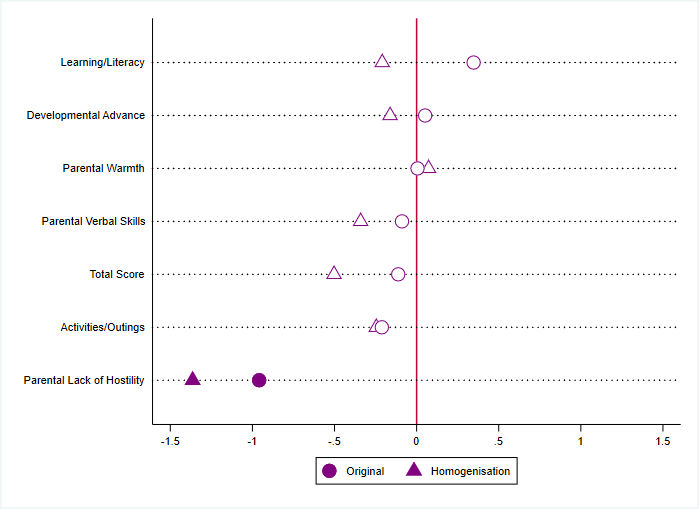 Learning/Literacy
Developmental Advance
Parental Warmth
Parental Verbal Skills
Total Score
Activities/Outings
Parental Lack of Hostility
-1.5 -1 -.5 0 .5 1 1.5
Original Homogenisation